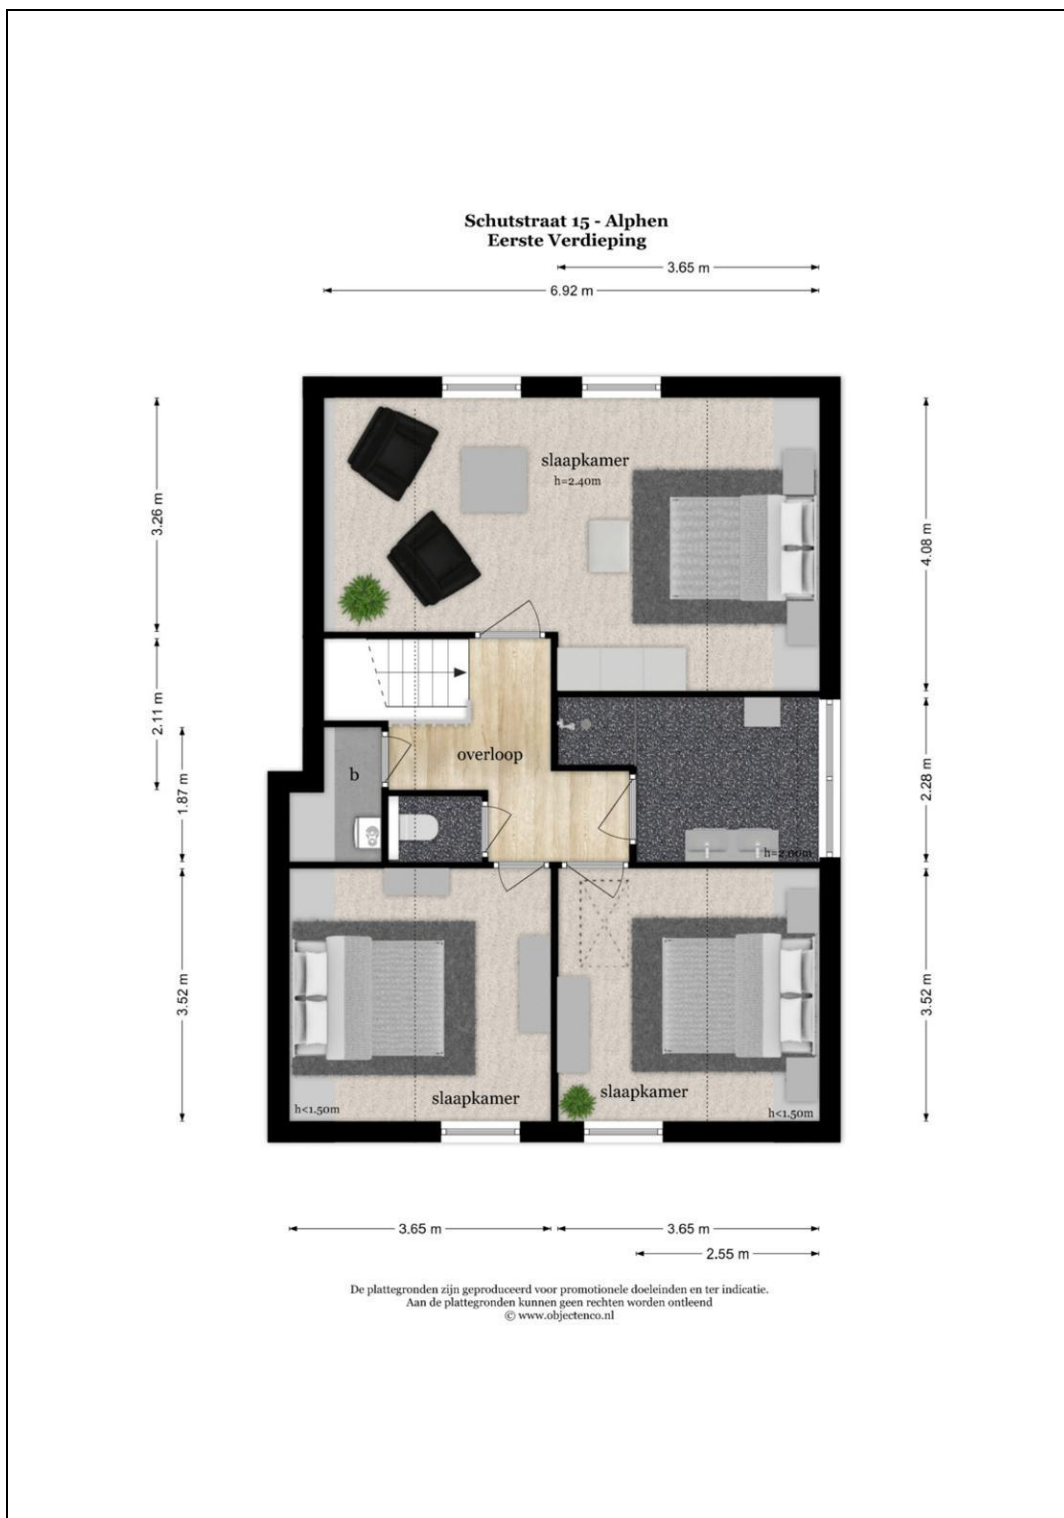 Schutstraat 15 - Alphen
Eerste Verdieping
3.65 m
6.92 m
slaapkamer
h=2.40m
3.26 m
4.08 m
2.11 m
1.87 m
overloop
b
2.28 m
h=2.00m
3.52 m
3.52 m
slaapkamer
h<1.50m
slaapkamer
h<1.50m
3.65 m
3.65 m
2.55 m
De plattegronden zijn geproduceerd voor promotionele doeleinden en ter indicatie.
Aan de plattegronden kunnen geen rechten worden ontleend
© www.objectenco.nl